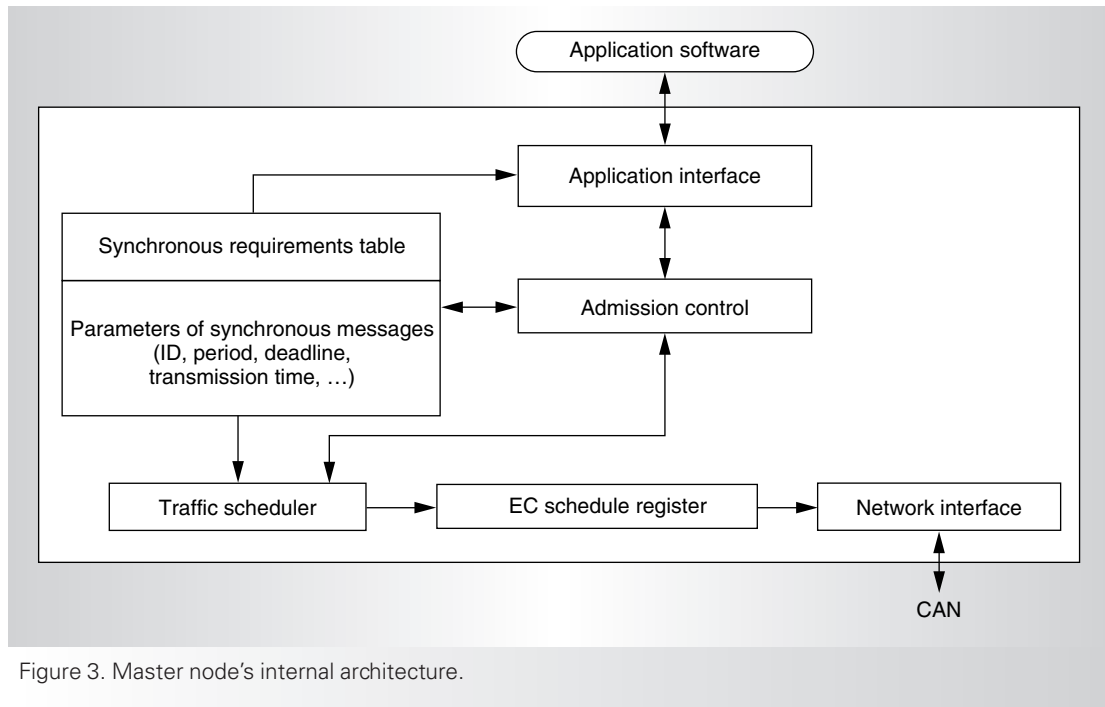 Application software
Application interface
Synchronous requirements table
Admission control
Parameters of synchronous messages
(ID, period, deadline,
transmission time, …)
Traffic scheduler
EC schedule register
Network interface
CAN
Figure 3. Master node's internal architecture.